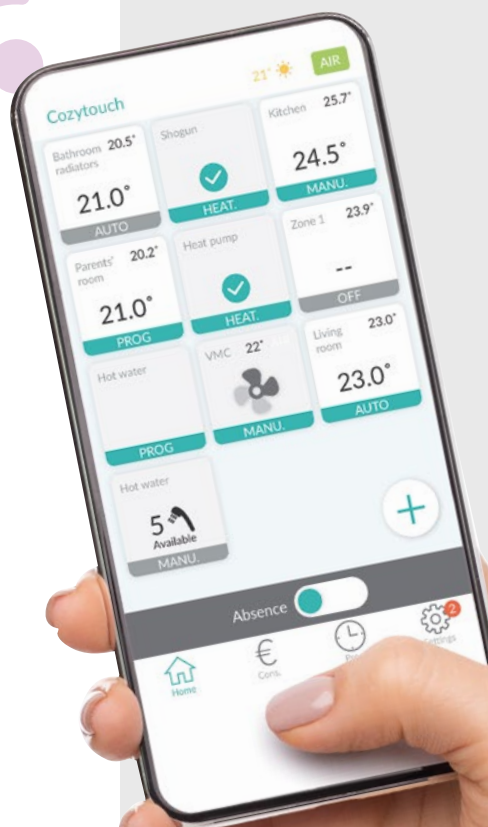 Cozytouch
21°
AIR
Bathroom radiators 20.5°
21.0°
AUTO
Shogun
HEAT.
Kitchen 25.7°
24.5°
MANU.
Parents' room 20.2°
21.0°
PROG
Heat pump
HEAT.
Zone 1 23.9°
--
OFF
Hot water
PROG
VMC 22°
MANU.
Living room 23.0°
23.0°
AUTO
Hot water
5
Available
MANU.
Absence
Home
€
Cons.
2
Settings